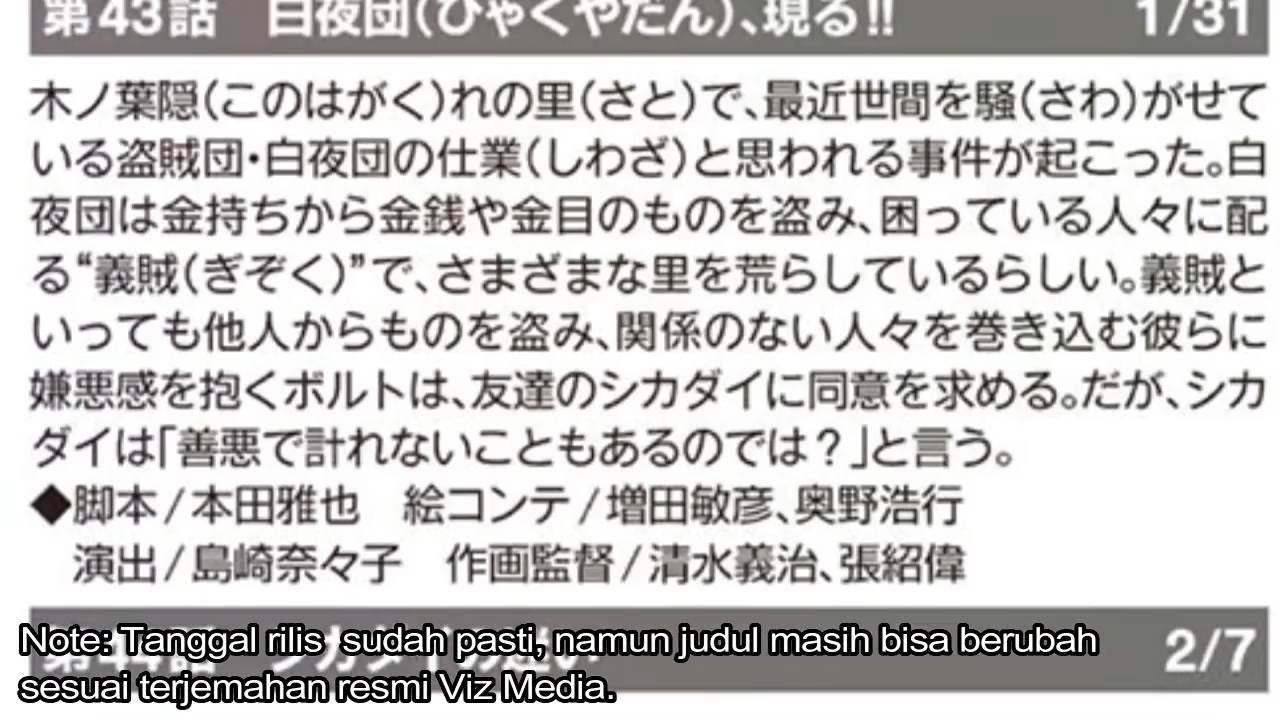 第43話 白夜団(びゃくやだん)、現る!! 1/31
木ノ葉隠(このはがく)れの里(さと)で、最近世間を騒(さわ)がせて
いる盗賊団・白夜団の仕業(しわざ)と思われる事件が起こった。白
夜団は金持ちから金銭や金目のものを盗み、困っている人々に配
る“義賊(ぎぞく)”で、さまざまな里を荒らしているらしい。義賊と
いっても他人からものを盗み、関係のない人々を巻き込む彼らに
嫌悪感を抱くボルトは、友達のシカダイに同意を求める。だが、シカ
ダイは「善悪で計れないこともあるのでは?」と言う。
◆脚本/本田雅也 絵コンテ/増田敏彦、奥野浩行
演出/島崎奈々子 作画監督/清水義治、張紹偉
第44話 2/7
Note: Tanggal rilis sudah pasti, namun judul masih bisa berubah
sesuai terjemahan resmi Viz Media.